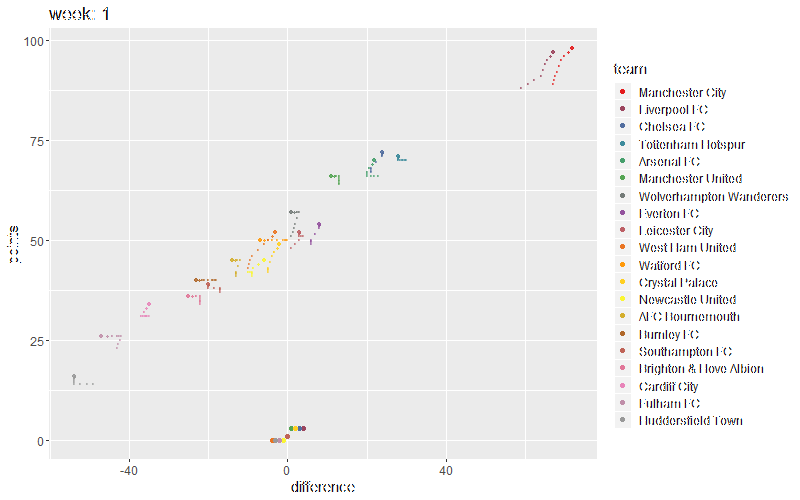 week: 1
100
75
50
25
0
points
-40
0
40
difference
team
Manchester City
Liverpool FC
Chelsea FC
Tottenham Hotspur
Arsenal FC
Manchester United
Wolverhampton Wanderers
Everton FC
Leicester City
West Ham United
Watford FC
Crystal Palace
Newcastle United
AFC Bournemouth
Burnley FC
Southampton FC
Brighton & Hove Albion
Cardiff City
Fulham FC
Huddersfield Town